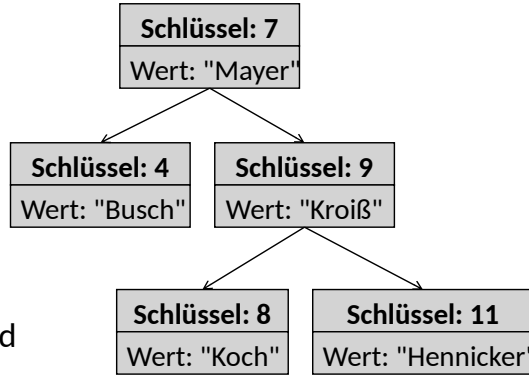 Schlüssel: 7
Wert: "Mayer"
Schlüssel: 4
Wert: "Busch"
Schlüssel: 9
Wert: "Kroiß"
Schlüssel: 8
Wert: "Koch"
Schlüssel: 11
Wert: "Hennicker"
d